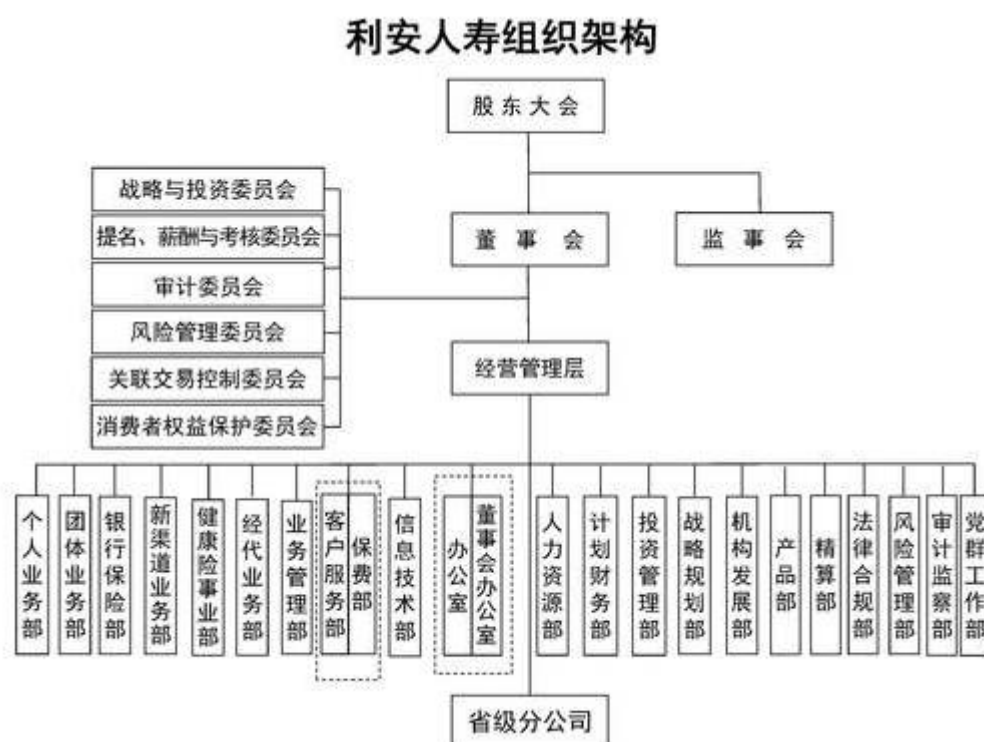 利安人寿组织架构
股东大会
战略与投资委员会
提名、薪酬与考核委员会
审计委员会
风险管理委员会
关联交易控制委员会
消费者权益保护委员会
董事会
监事会
经营管理层
个人业务部
团体业务部
银行保险部
新渠道业务部
健康险事业部
经代业务部
业务管理部
客户服务部
保费部
信息技术部
办公室
董事会办公室
人力资源部
计划财务部
投资管理部
战略规划部
机构发展部
产品部
精算部
法律合规部
风险管理部
审计监察部
党群工作部
省级分公司